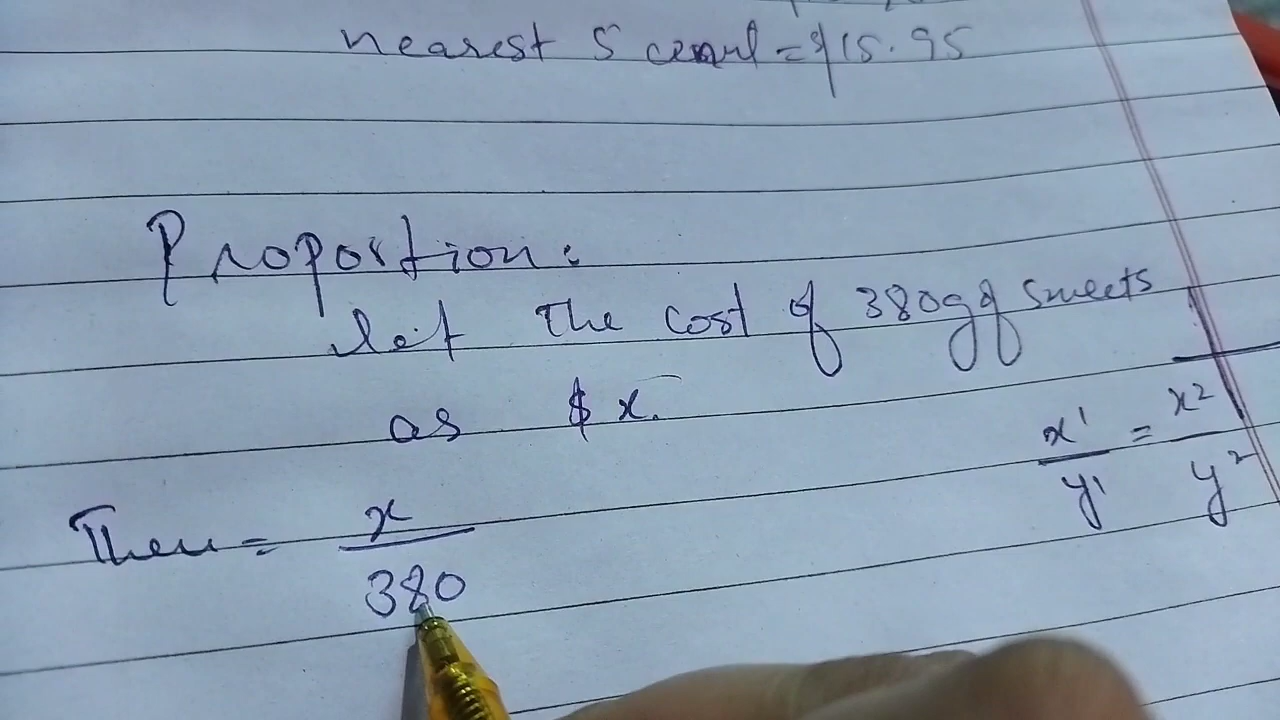 nearest 5 cent = $15.95
Proportion:
let the cost of 380g of sweets
as $ x.
x¹/y¹ = x²/y²
Then = x/380